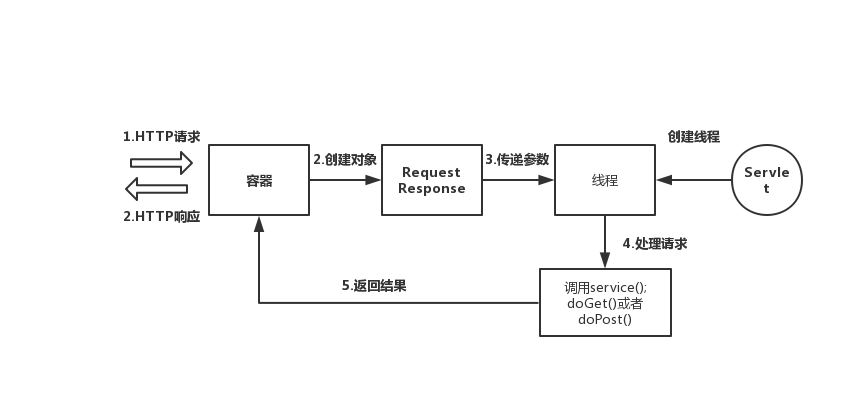 1.HTTP请求
2.HTTP响应
容器
2.创建对象
Request
Response
3.传递参数
线程
创建线程
Servle
t
4.处理请求
调用service();
doGet()或者
doPost()
5.返回结果